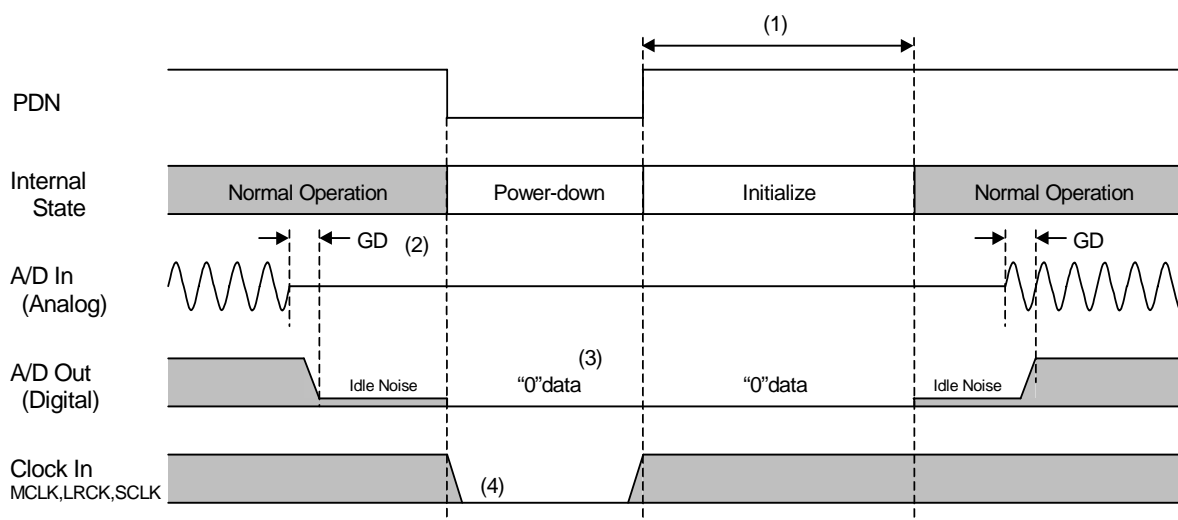 (1)
PDN
Internal
State
Normal Operation
Power-down
Initialize
Normal Operation
GD
(2)
GD
A/D In
(Analog)
A/D Out
(Digital)
Idle Noise
(3)
“0”data
“0”data
Idle Noise
Clock In
MCLK,LRCK,SCLK
(4)